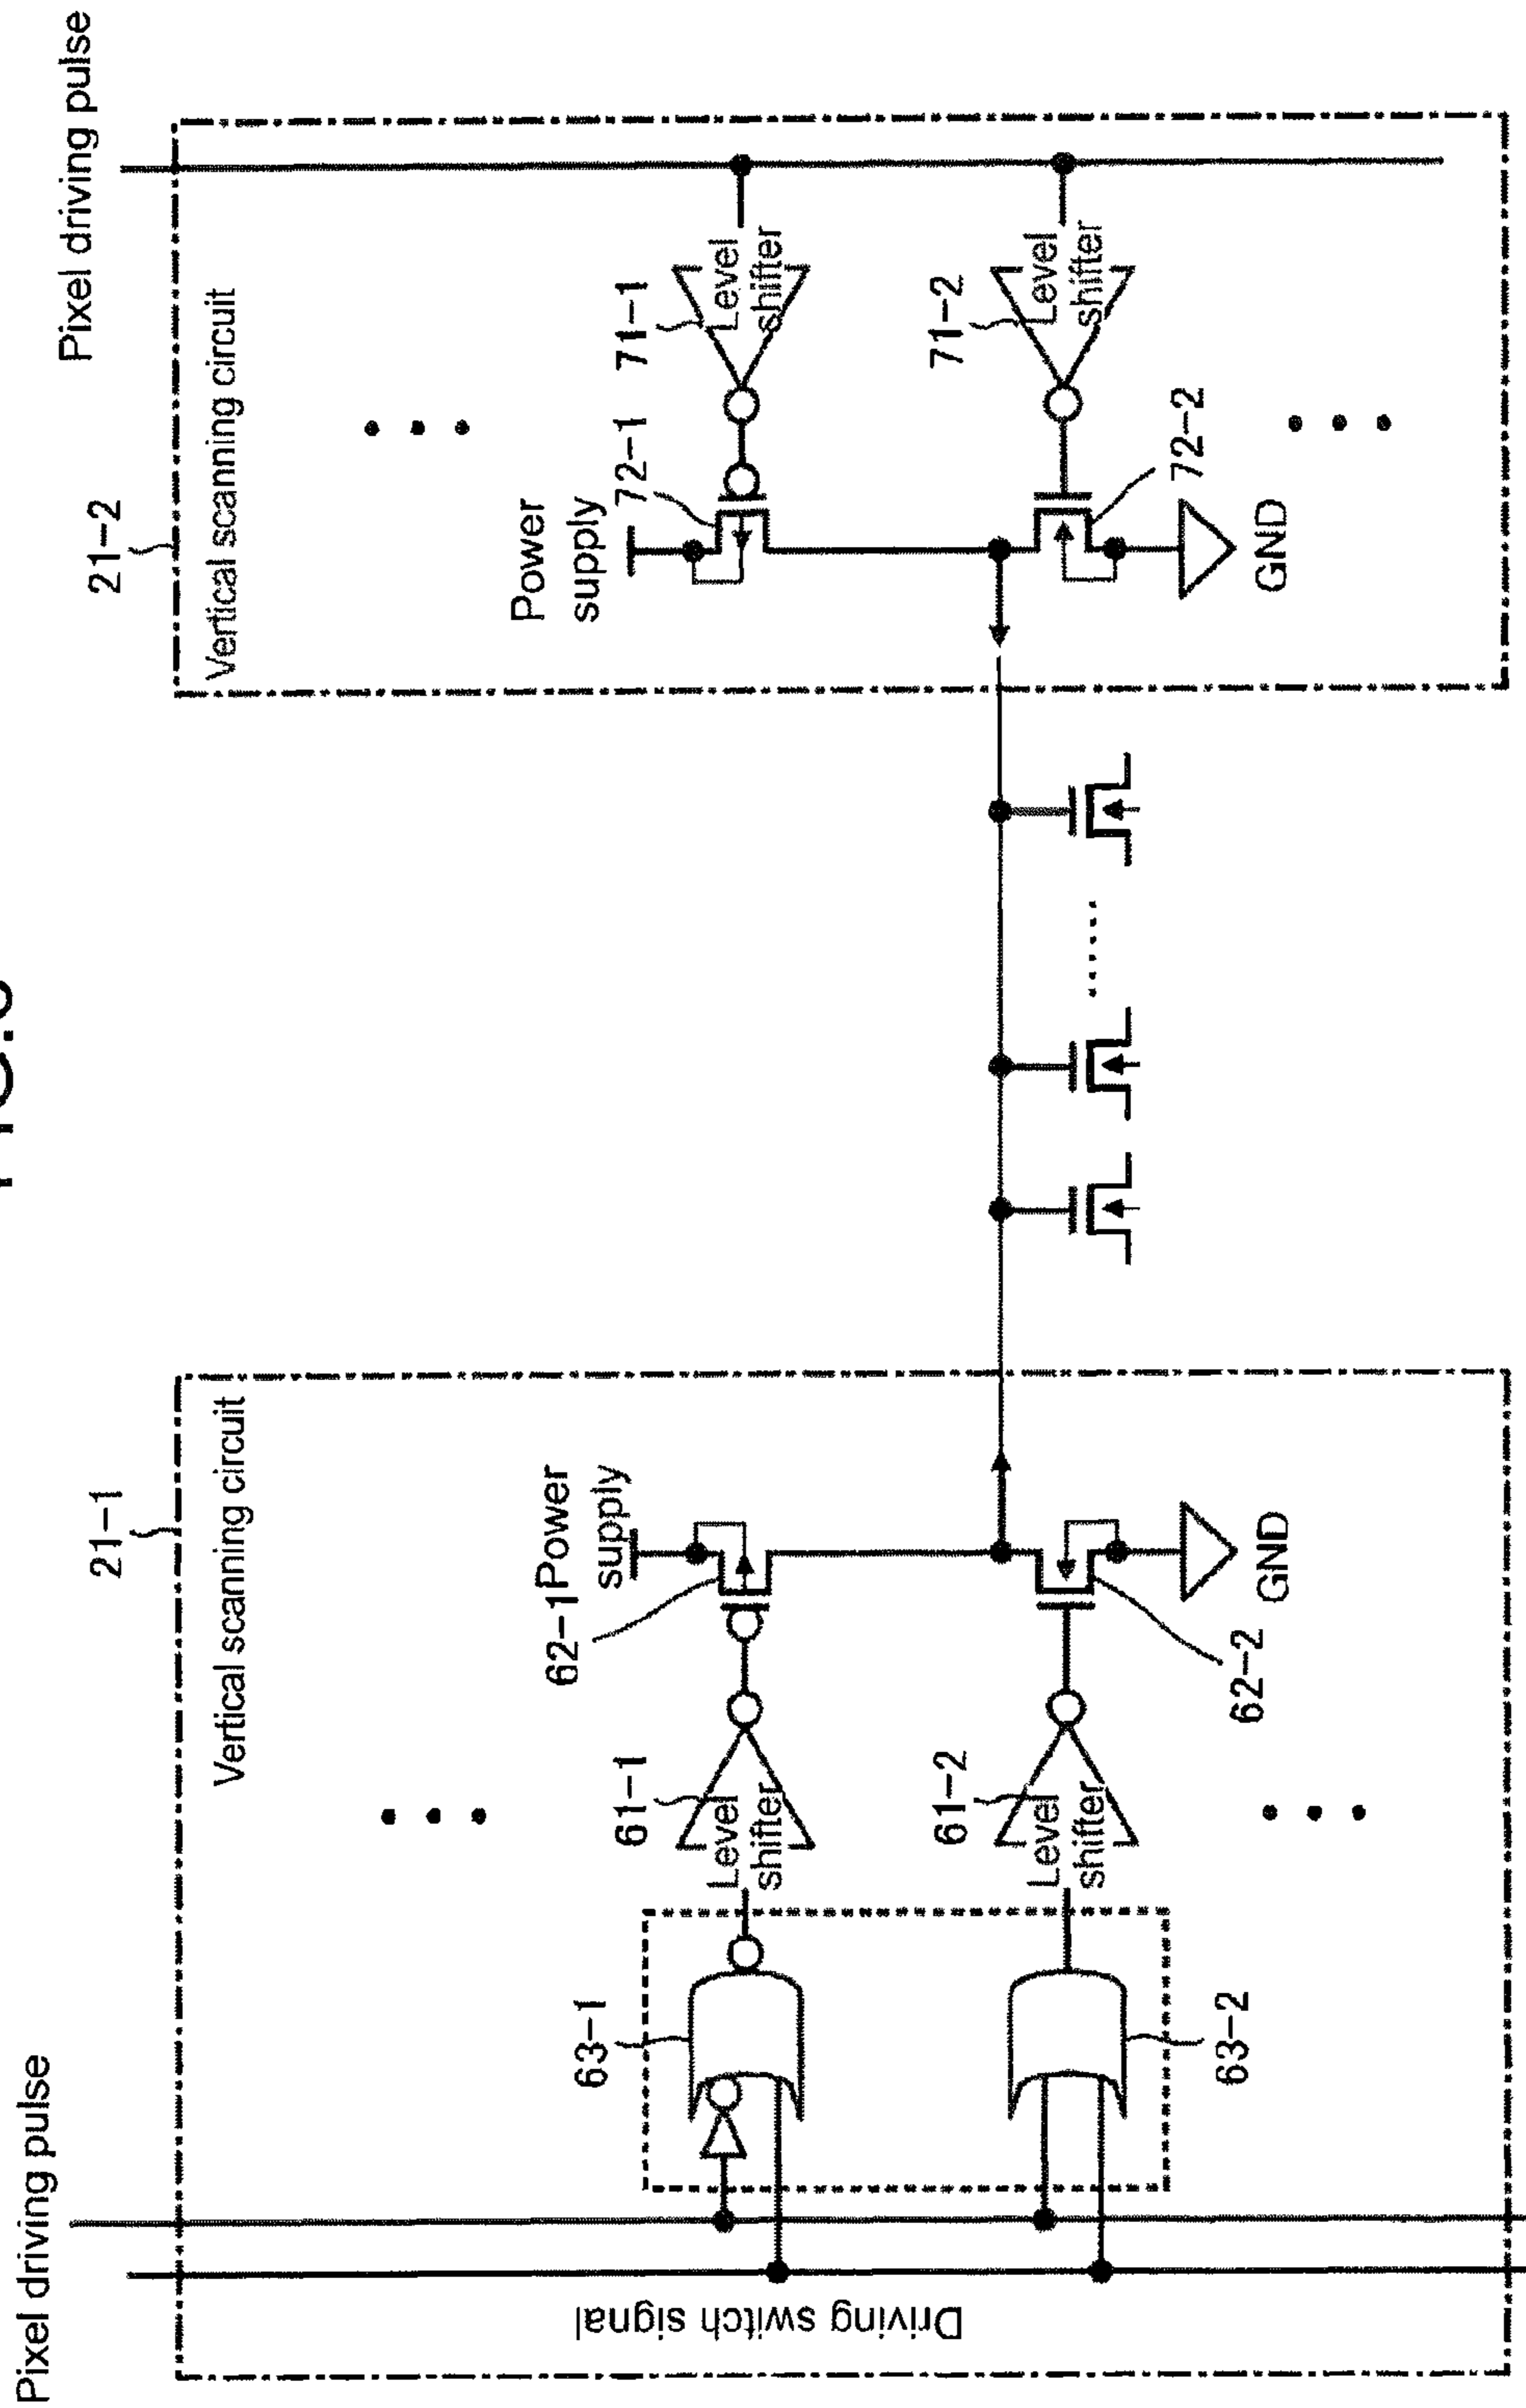 Pixel driving pulse
21-1
Vertical scanning circuit
Driving switch signal
63-1
63-2
61-1
Level
shifter
61-2
Level
shifter
62-1
Power
supply
62-2
GND
Pixel driving pulse
21-2
Vertical scanning circuit
Power
supply
72-1
71-1
Level
shifter
71-2
Level
shifter
72-2
GND